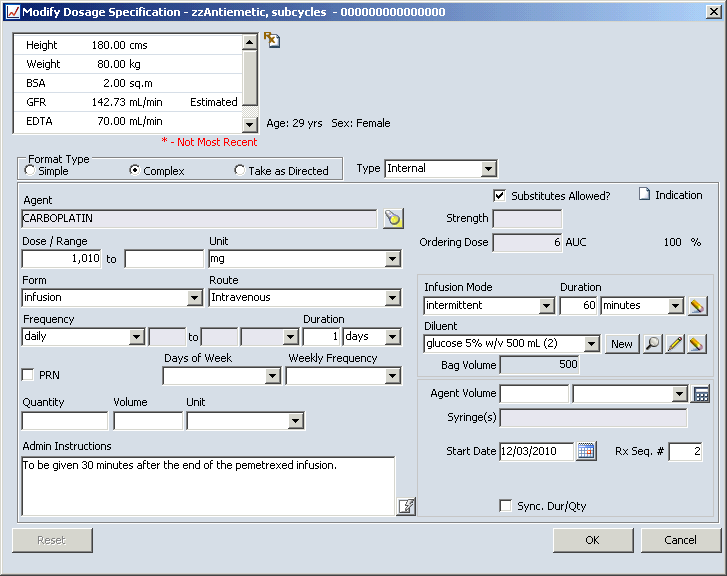 Modify Dosage Specification - zzAntiemetic, subcycles - 000000000000000
Height 180.00 cms
Weight 80.00 kg
BSA 2.00 sq.m
GFR 142.73 mL/min Estimated
EDTA 70.00 mL/min
Age: 29 yrs Sex: Female
* - Not Most Recent
Format Type
Simple Complex Take as Directed
Type Internal
Agent
CARBOPLATIN
Substitutes Allowed? Indication
Strength
Ordering Dose 6 AUC 100 %
Dose / Range Unit
1,010 to mg
Form Route
infusion Intravenous
Frequency Duration
daily to 1 days
Days of Week Weekly Frequency
PRN
Quantity Volume Unit
Admin Instructions
To be given 30 minutes after the end of the pemetrexed infusion.
Infusion Mode Duration
intermittent 60 minutes
Diluent
glucose 5% w/v 500 mL (2) New
Bag Volume 500
Agent Volume
Syringe(s)
Start Date 12/03/2010 Rx Seq. # 2
Sync. Dur/Qty
Reset OK Cancel